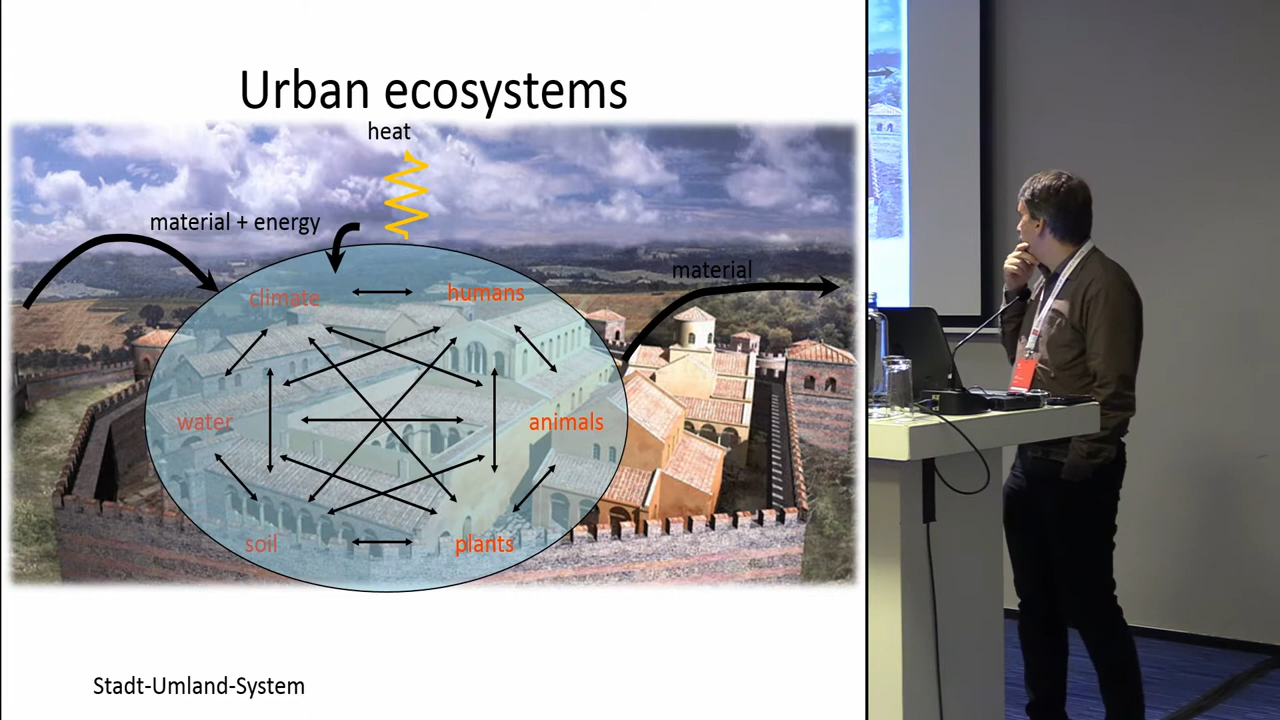 Urban ecosystems
heat
material + energy
material
climate
humans
water
animals
soil
plants
Stadt-Umland-System